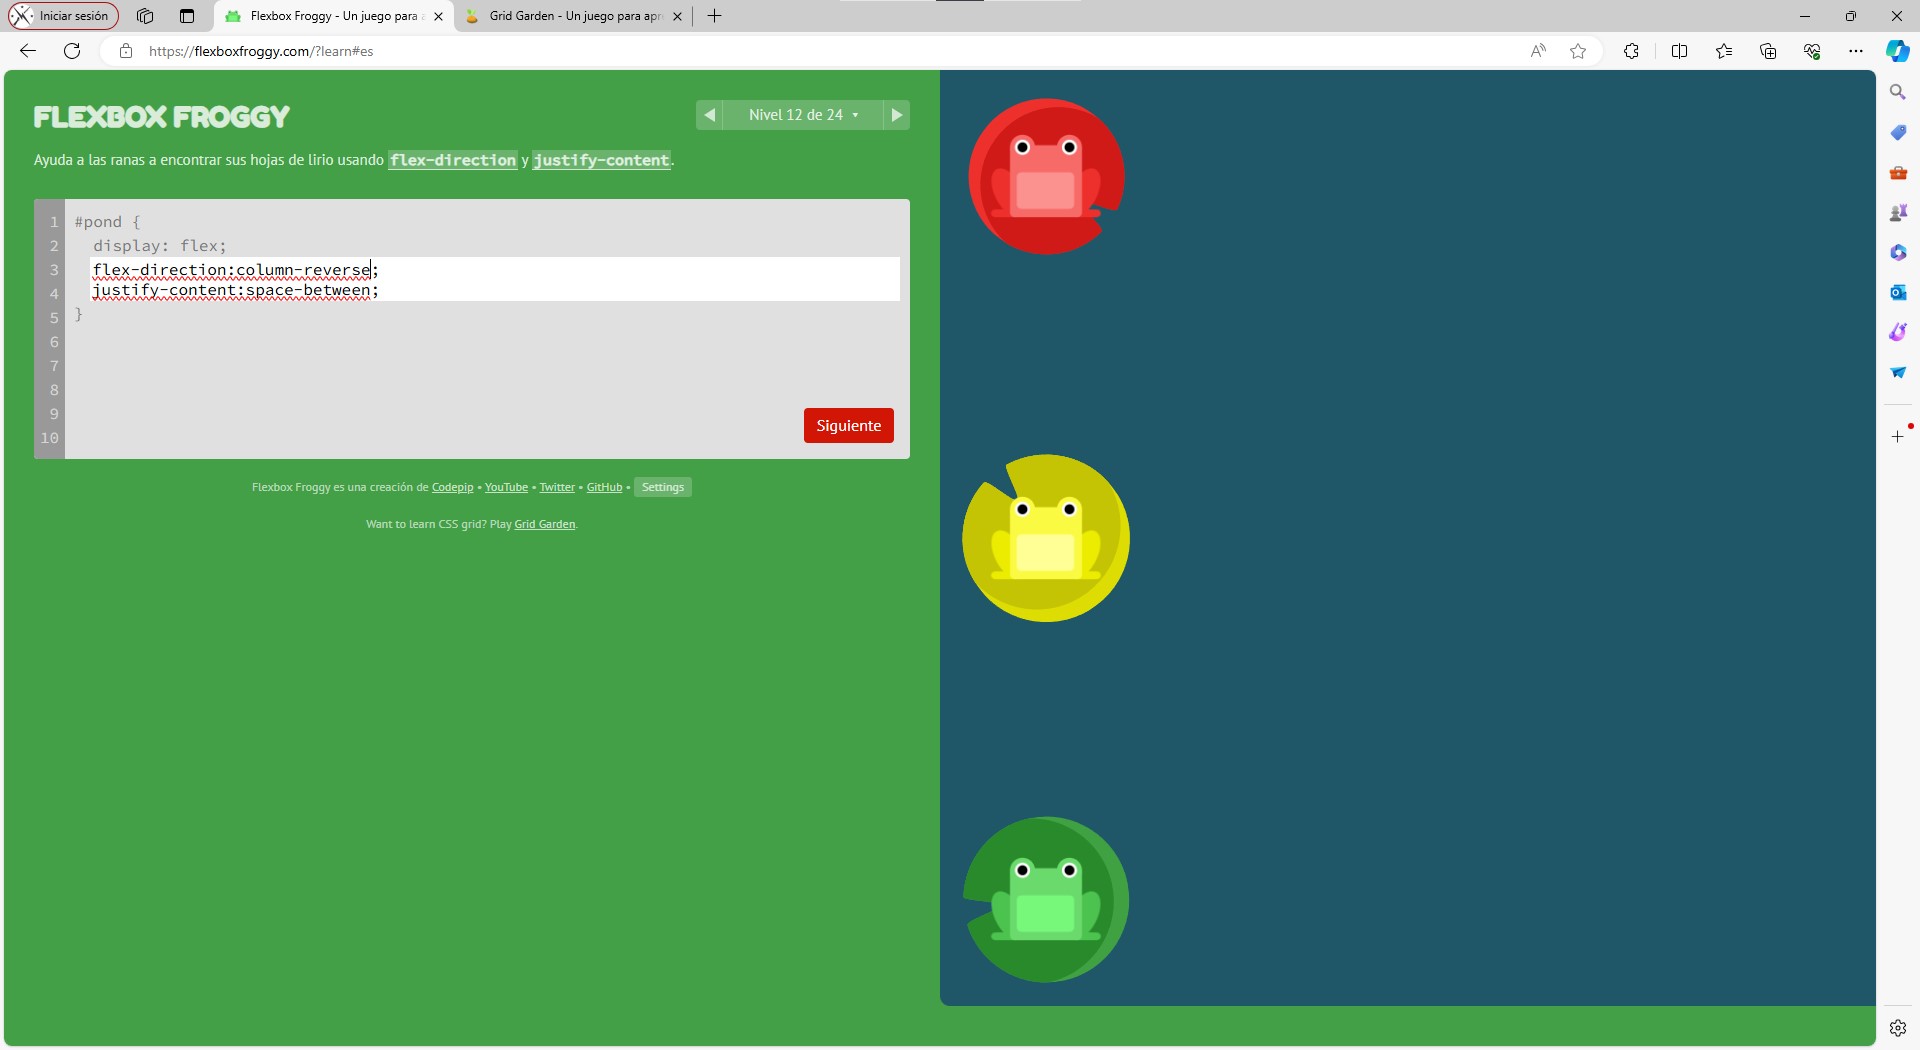 Iniciar sesión
Flexbox Froggy - Un juego para a
Grid Garden - Un juego para apr
https://flexboxfroggy.com/?learn#es
FLEXBOX FROGGY
Nivel 12 de 24
Ayuda a las ranas a encontrar sus hojas de lirio usando flex-direction y justify-content.
1 #pond {
2 display: flex;
3 flex-direction:column-reverse;
4 justify-content:space-between;
5 }
6
7
8
9
10
Siguiente
Flexbox Froggy es una creación de Codepip • YouTube • Twitter • GitHub • Settings
Want to learn CSS grid? Play Grid Garden.